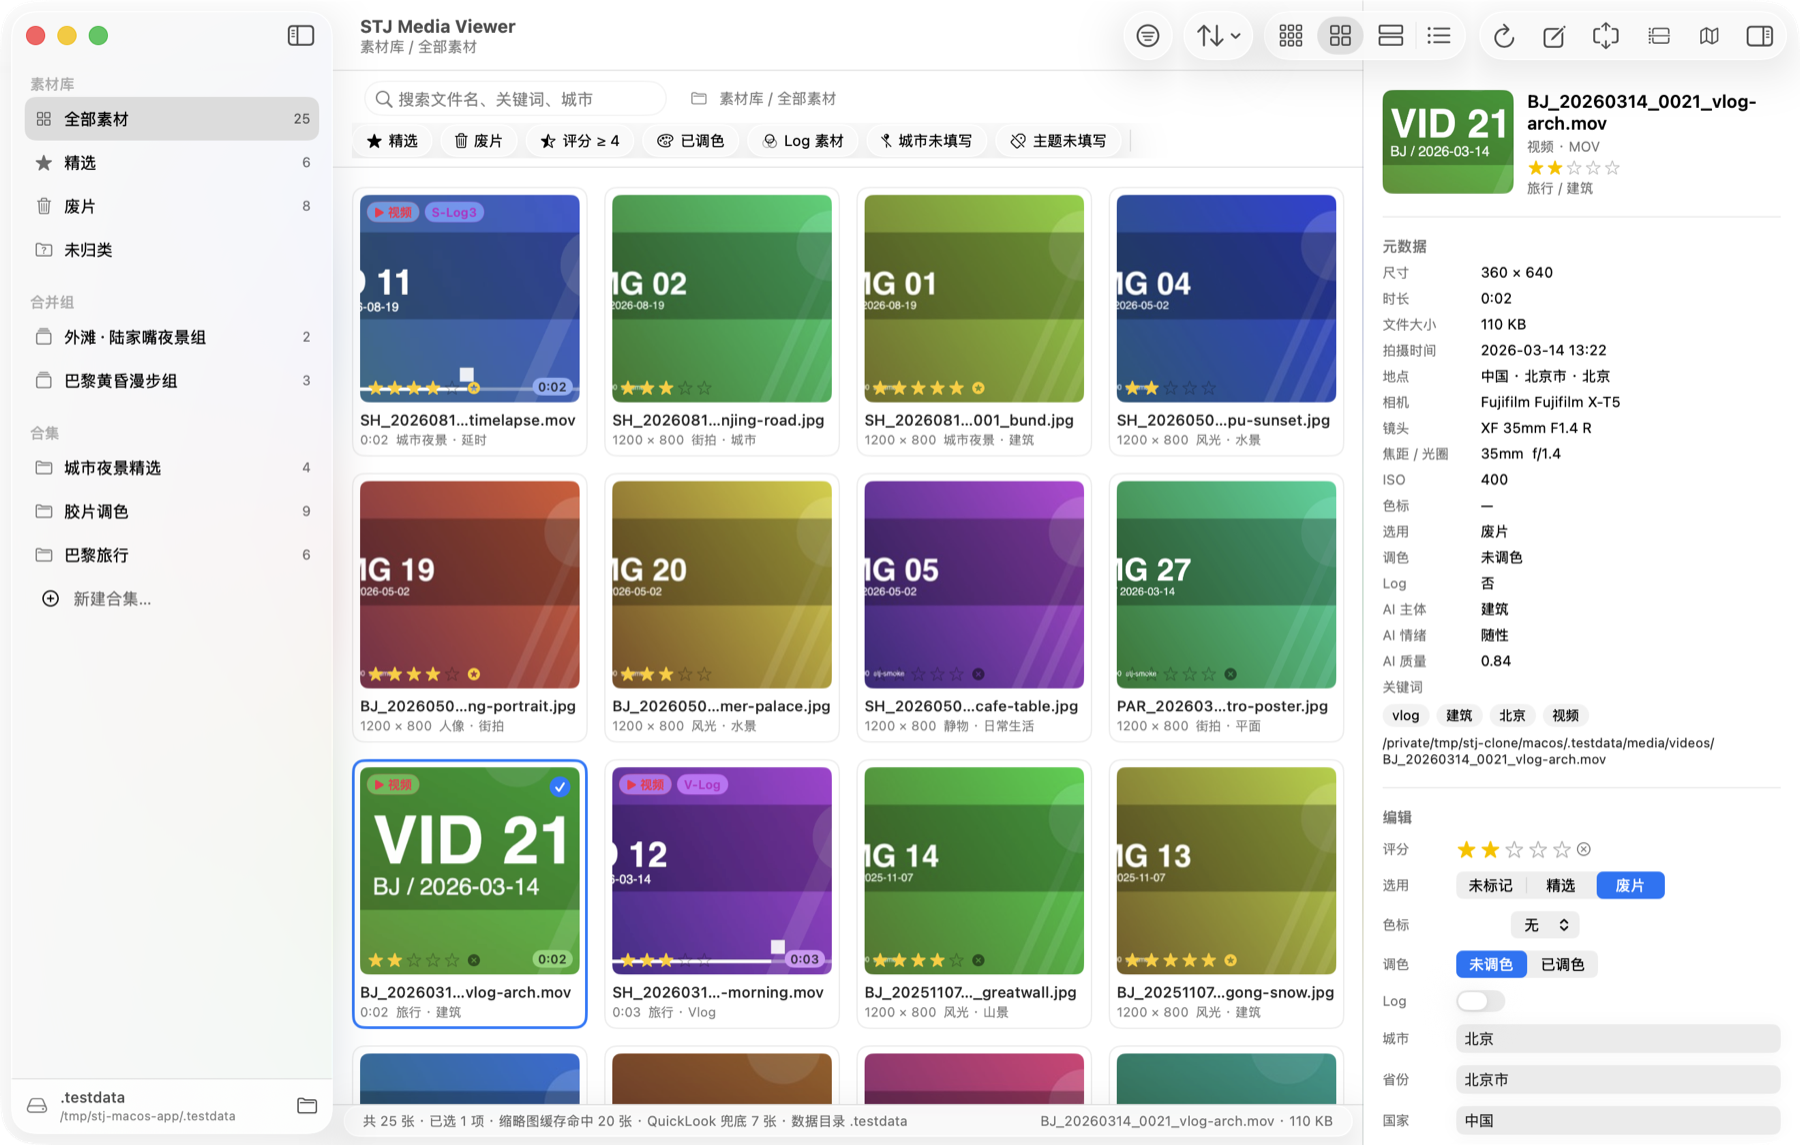 素材库
全部素材 25
精选 6
废片 8
未归类
合并组
外滩 · 陆家嘴夜景组 2
巴黎黄昏漫步组 3
合集
城市夜景精选 4
胶片调色 9
巴黎旅行 6
新建合集...
.testdata
/tmp/stj-macos-app/.testdata
STJ Media Viewer
素材库 / 全部素材
搜索文件名、关键词、城市
素材库 / 全部素材
精选
废片
评分 ≥ 4
已调色
Log 素材
城市未填写
主题未填写
视频
S-Log3
11
-08-19
0:02
SH_2026081...timelapse.mov
0:02 城市夜景 · 延时
IG 02
2026-08-19
SH_2026081...njing-road.jpg
1200 × 800 街拍 · 城市
IG 01
2026-08-19
SH_2026081...001_bund.jpg
1200 × 800 城市夜景 · 建筑
IG 04
2026-05-02
SH_2026050...pu-sunset.jpg
1200 × 800 风光 · 水景
IG 19
026-05-02
BJ_2026050...ng-portrait.jpg
1200 × 800 人像 · 街拍
IG 20
2026-05-02
BJ_2026050...mer-palace.jpg
1200 × 800 风光 · 水景
IG 05
026-05-02
stj-smoke
SH_2026050...cafe-table.jpg
1200 × 800 静物 · 日常生活
IG 27
2026-03-14
stj-smoke
PAR_202603...tro-poster.jpg
1200 × 800 街拍 · 平面
视频
VID 21
BJ / 2026-03-14
0:02
BJ_2026031...vlog-arch.mov
0:02 旅行 · 建筑
视频
V-Log
12
-03-14
0:03
SH_2026031...-morning.mov
0:03 旅行 · Vlog
IG 14
025-11-07
BJ_20251107..._greatwall.jpg
1200 × 800 风光 · 山景
IG 13
025-11-07
BJ_20251107...gong-snow.jpg
1200 × 800 风光 · 建筑
共 25 张 · 已选 1 项 · 缩略图缓存命中 20 张 · QuickLook 兜底 7 张 · 数据目录 .testdata
BJ_20260314_0021_vlog-arch.mov · 110 KB
VID 21
BJ / 2026-03-14
BJ_20260314_0021_vlog-
arch.mov
视频 · MOV
旅行 / 建筑
元数据
尺寸 360 × 640
时长 0:02
文件大小 110 KB
拍摄时间 2026-03-14 13:22
地点 中国 · 北京市 · 北京
相机 Fujifilm Fujifilm X-T5
镜头 XF 35mm F1.4 R
焦距 / 光圈 35mm f/1.4
ISO 400
色标 —
选用 废片
调色 未调色
Log 否
AI 主体 建筑
AI 情绪 随性
AI 质量 0.84
关键词
vlog 建筑 北京 视频
/private/tmp/stj-clone/macos/.testdata/media/videos/
BJ_20260314_0021_vlog-arch.mov
编辑
评分
选用 未标记 精选 废片
色标 无
调色 未调色 已调色
Log
城市 北京
省份 北京市
国家 中国